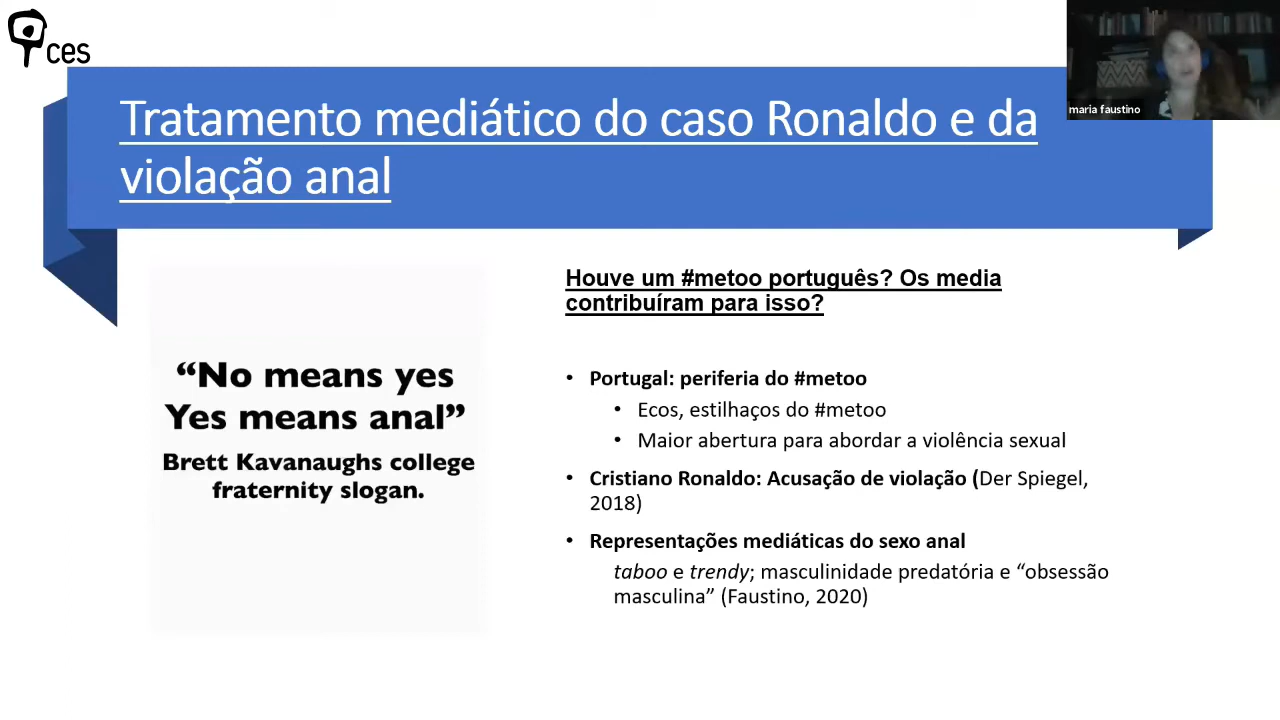 ces
maria faustino
Tratamento mediático do caso Ronaldo e da
violação anal
“No means yes
Yes means anal”
Brett Kavanaughs college
fraternity slogan.
Houve um #metoo português? Os media
contribuíram para isso?
• Portugal: periferia do #metoo
• Ecos, estilhaços do #metoo
• Maior abertura para abordar a violência sexual
• Cristiano Ronaldo: Acusação de violação (Der Spiegel,
2018)
• Representações mediáticas do sexo anal
taboo e trendy; masculinidade predatória e “obsessão
masculina” (Faustino, 2020)